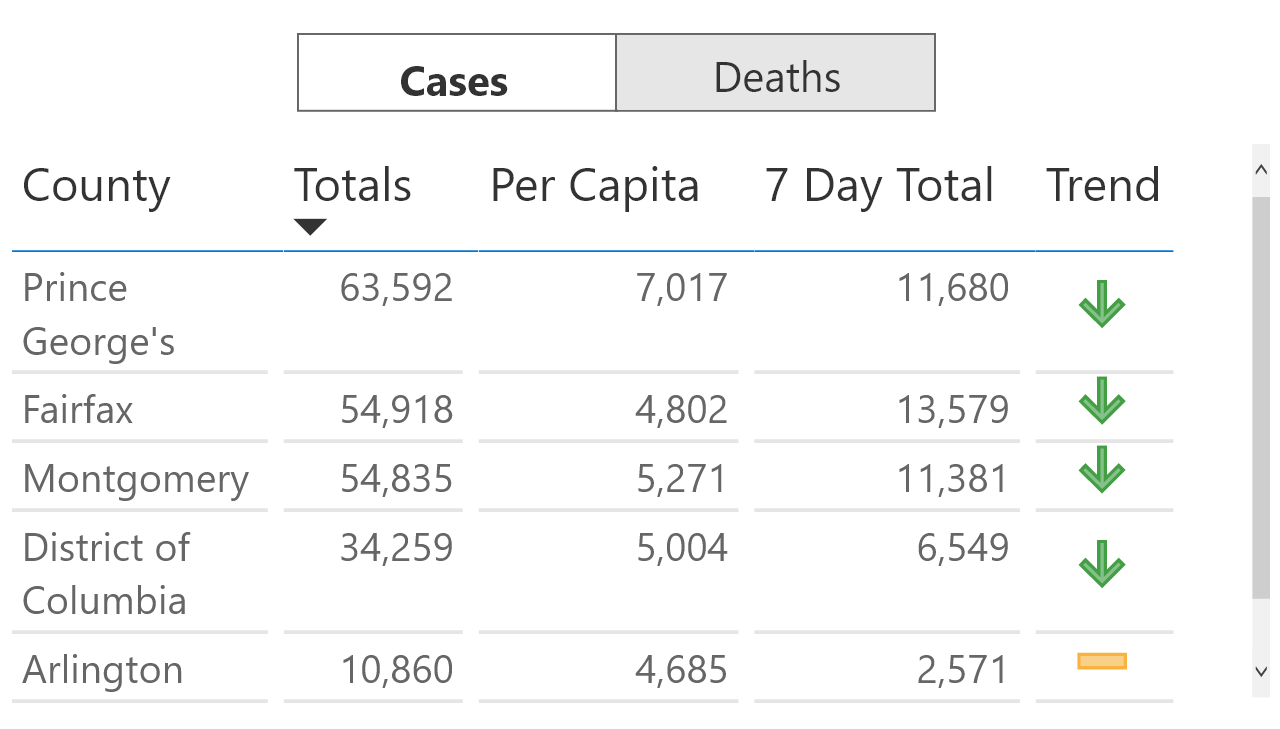 Cases Deaths
County Totals Per Capita 7 Day Total Trend
Prince 63,592 7,017 11,680
George's
Fairfax 54,918 4,802 13,579
Montgomery 54,835 5,271 11,381
District of 34,259 5,004 6,549
Columbia
Arlington 10,860 4,685 2,571